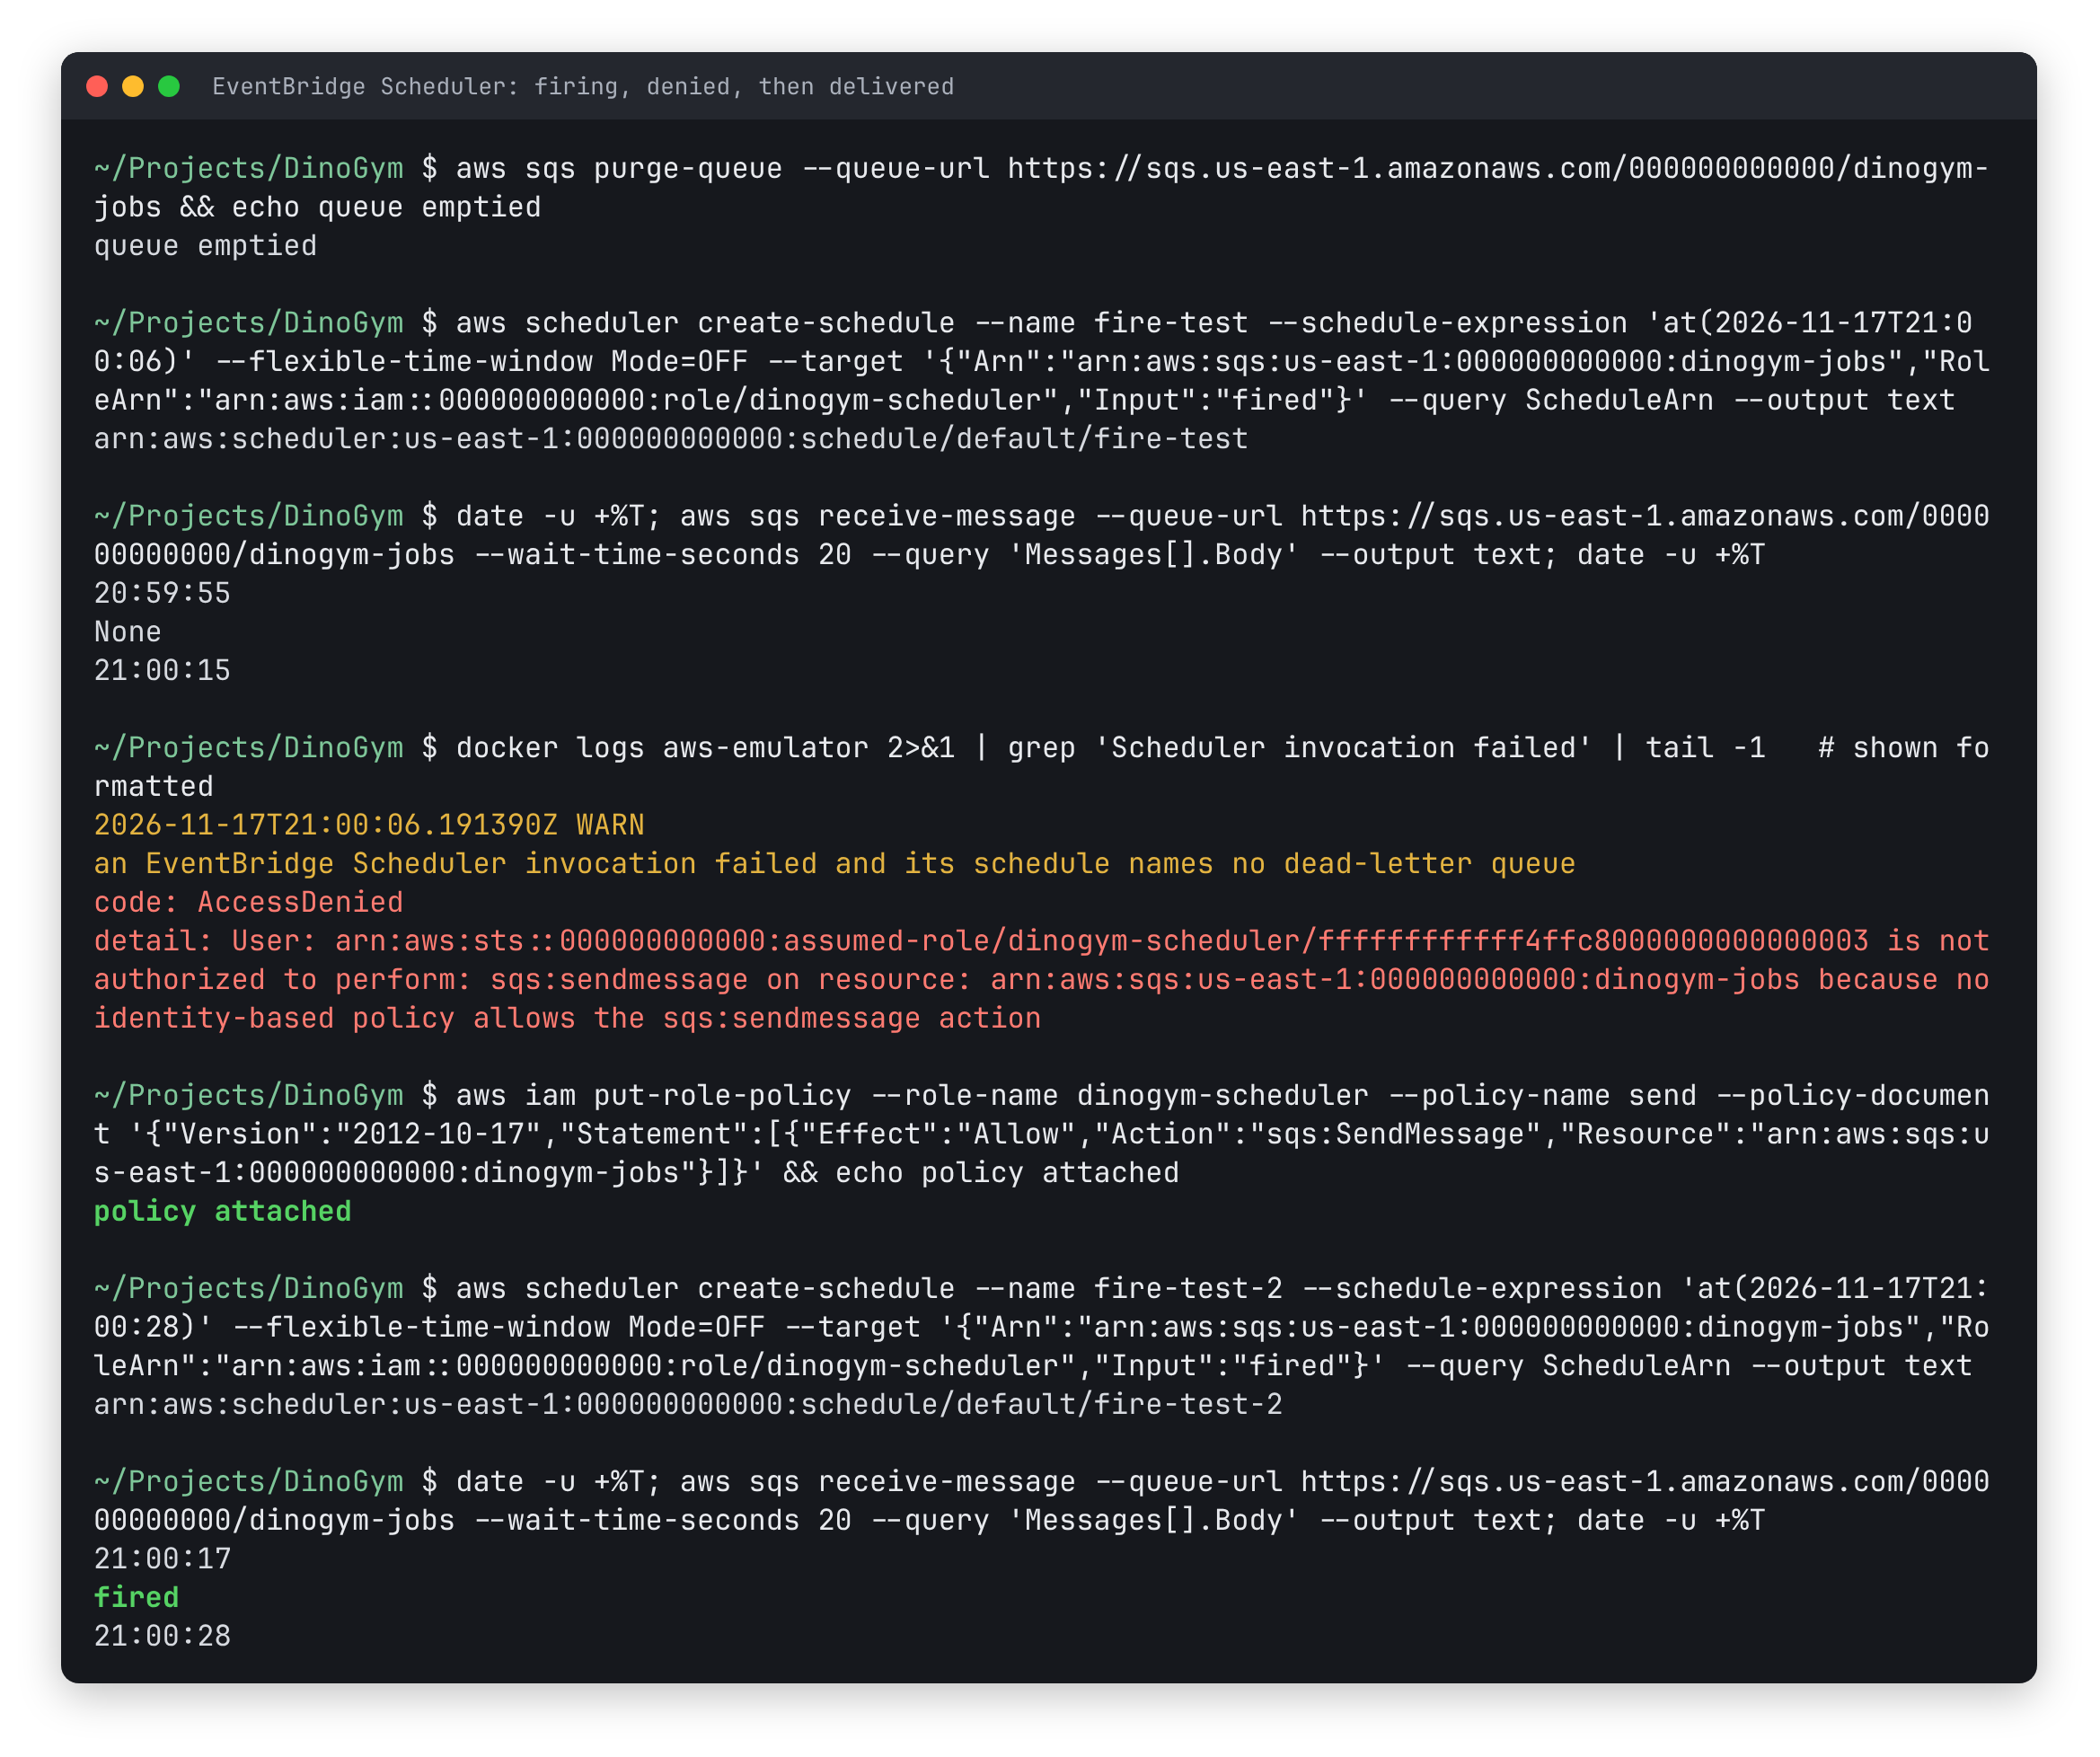 EventBridge Scheduler: firing, denied, then delivered
~/Projects/DinoGym $ aws sqs purge-queue --queue-url https://sqs.us-east-1.amazonaws.com/000000000000/dinogym-
jobs && echo queue emptied
queue emptied
~/Projects/DinoGym $ aws scheduler create-schedule --name fire-test --schedule-expression 'at(2026-11-17T21:0
0:06)' --flexible-time-window Mode=OFF --target '{"Arn":"arn:aws:sqs:us-east-1:000000000000:dinogym-jobs","Rol
eArn":"arn:aws:iam::000000000000:role/dinogym-scheduler","Input":"fired"}' --query ScheduleArn --output text
arn:aws:scheduler:us-east-1:000000000000:schedule/default/fire-test
~/Projects/DinoGym $ date -u +%T; aws sqs receive-message --queue-url https://sqs.us-east-1.amazonaws.com/0000
00000000/dinogym-jobs --wait-time-seconds 20 --query 'Messages[].Body' --output text; date -u +%T
20:59:55
None
21:00:15
~/Projects/DinoGym $ docker logs aws-emulator 2>&1 | grep 'Scheduler invocation failed' | tail -1   # shown fo
rmatted
2026-11-17T21:00:06.191390Z WARN
an EventBridge Scheduler invocation failed and its schedule names no dead-letter queue
code: AccessDenied
detail: User: arn:aws:sts::000000000000:assumed-role/dinogym-scheduler/ffffffffffff4ffc8000000000000003 is not
authorized to perform: sqs:sendmessage on resource: arn:aws:sqs:us-east-1:000000000000:dinogym-jobs because no
identity-based policy allows the sqs:sendmessage action
~/Projects/DinoGym $ aws iam put-role-policy --role-name dinogym-scheduler --policy-name send --policy-documen
t '{"Version":"2012-10-17","Statement":[{"Effect":"Allow","Action":"sqs:SendMessage","Resource":"arn:aws:sqs:u
s-east-1:000000000000:dinogym-jobs"}]}' && echo policy attached
policy attached
~/Projects/DinoGym $ aws scheduler create-schedule --name fire-test-2 --schedule-expression 'at(2026-11-17T21:
00:28)' --flexible-time-window Mode=OFF --target '{"Arn":"arn:aws:sqs:us-east-1:000000000000:dinogym-jobs","Ro
leArn":"arn:aws:iam::000000000000:role/dinogym-scheduler","Input":"fired"}' --query ScheduleArn --output text
arn:aws:scheduler:us-east-1:000000000000:schedule/default/fire-test-2
~/Projects/DinoGym $ date -u +%T; aws sqs receive-message --queue-url https://sqs.us-east-1.amazonaws.com/0000
00000000/dinogym-jobs --wait-time-seconds 20 --query 'Messages[].Body' --output text; date -u +%T
21:00:17
fired
21:00:28